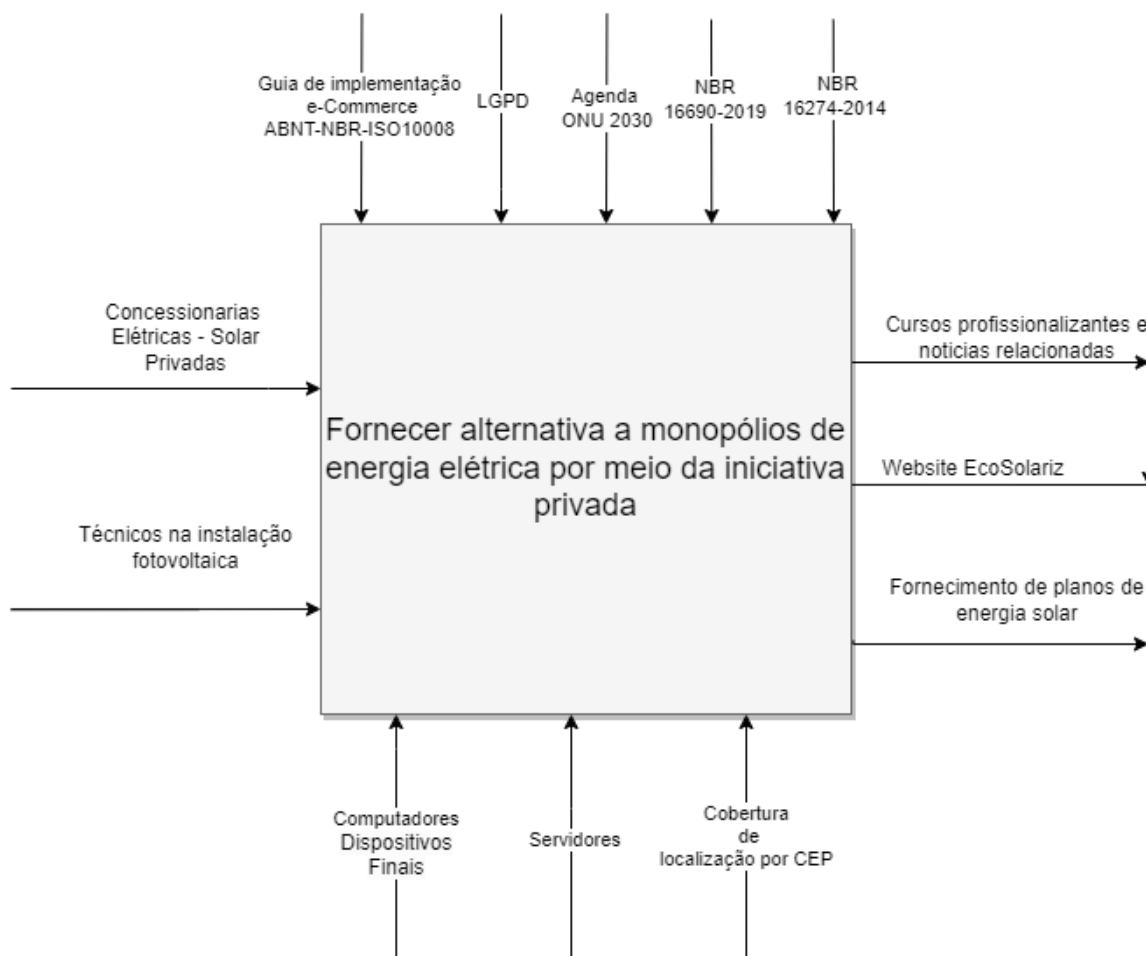 Guia de implementação
e-Commerce
ABNT-NBR-ISO10008
LGPD
Agenda
ONU 2030
NBR
16690-2019
NBR
16274-2014
Concessionarias
Elétricas - Solar
Privadas
Técnicos na instalação
fotovoltaica
Fornecer alternativa a monopólios de
energia elétrica por meio da iniciativa
privada
Cursos profissionalizantes e
noticias relacionadas
Website EcoSolariz
Fornecimento de planos de
energia solar
Computadores
Dispositivos
Finais
Servidores
Cobertura
de
localização por CEP